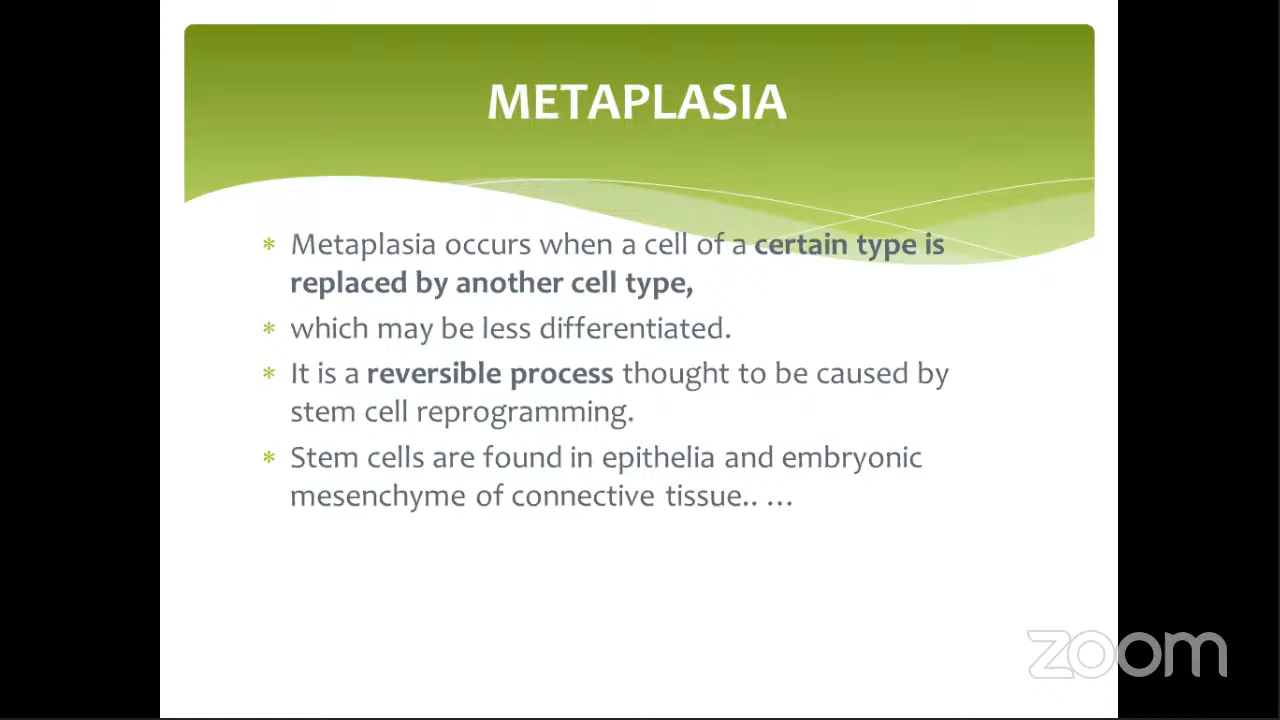 METAPLASIA
* Metaplasia occurs when a cell of a certain type is
replaced by another cell type,
* which may be less differentiated.
* It is a reversible process thought to be caused by
stem cell reprogramming.
* Stem cells are found in epithelia and embryonic
mesenchyme of connective tissue.. ...
zoom